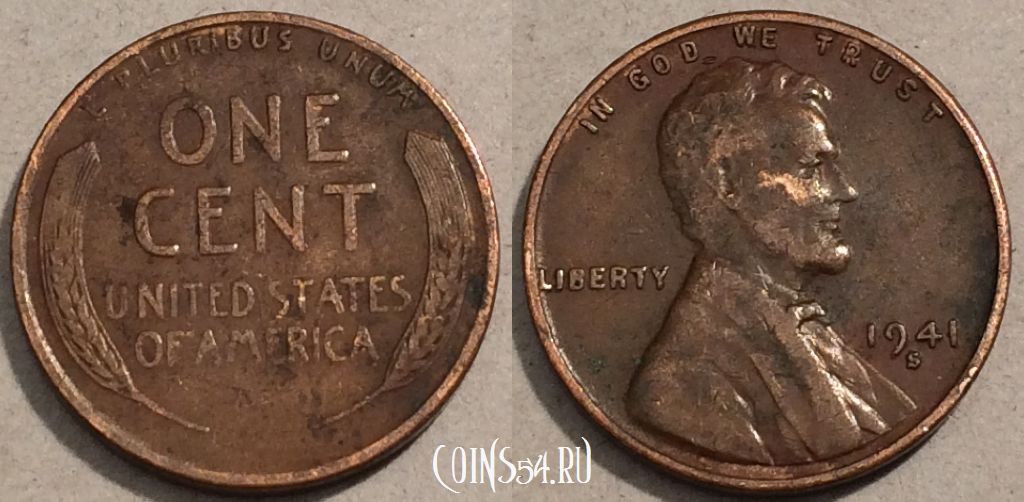 E PLURIBUS UNUM
ONE
CENT
UNITED STATES
OF AMERICA
IN GOD WE TRUST
LIBERTY
1941
S
COINS54.RU